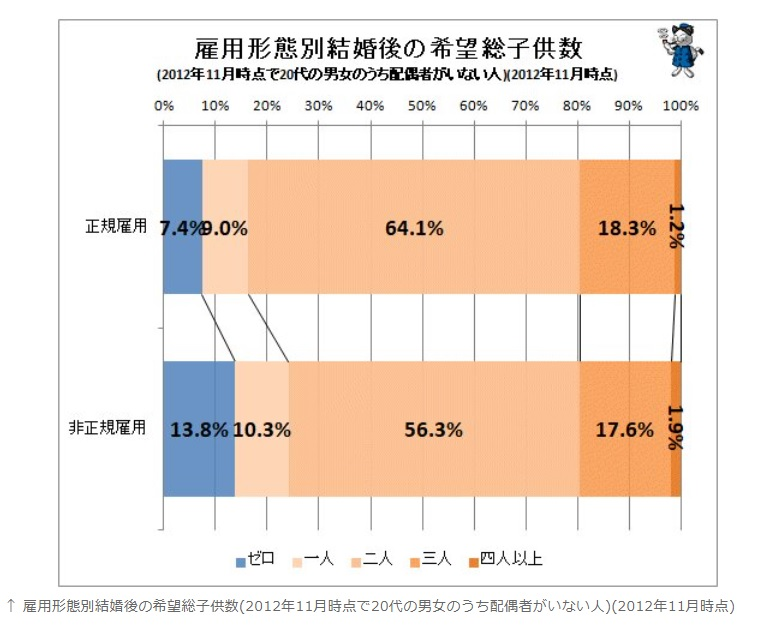 雇用形態別結婚後の希望総子供数
(2012年11月時点で20代の男女のうち配偶者がいない人)(2012年11月時点)
0% 10% 20% 30% 40% 50% 60% 70% 80% 90% 100%
正規雇用 7.4% 9.0% 64.1% 18.3% 1.2%
非正規雇用 13.8% 10.3% 56.3% 17.6% 1.9%
ゼロ 一人 二人 三人 四人以上
↑ 雇用形態別結婚後の希望総子供数(2012年11月時点で20代の男女のうち配偶者がいない人)(2012年11月時点)